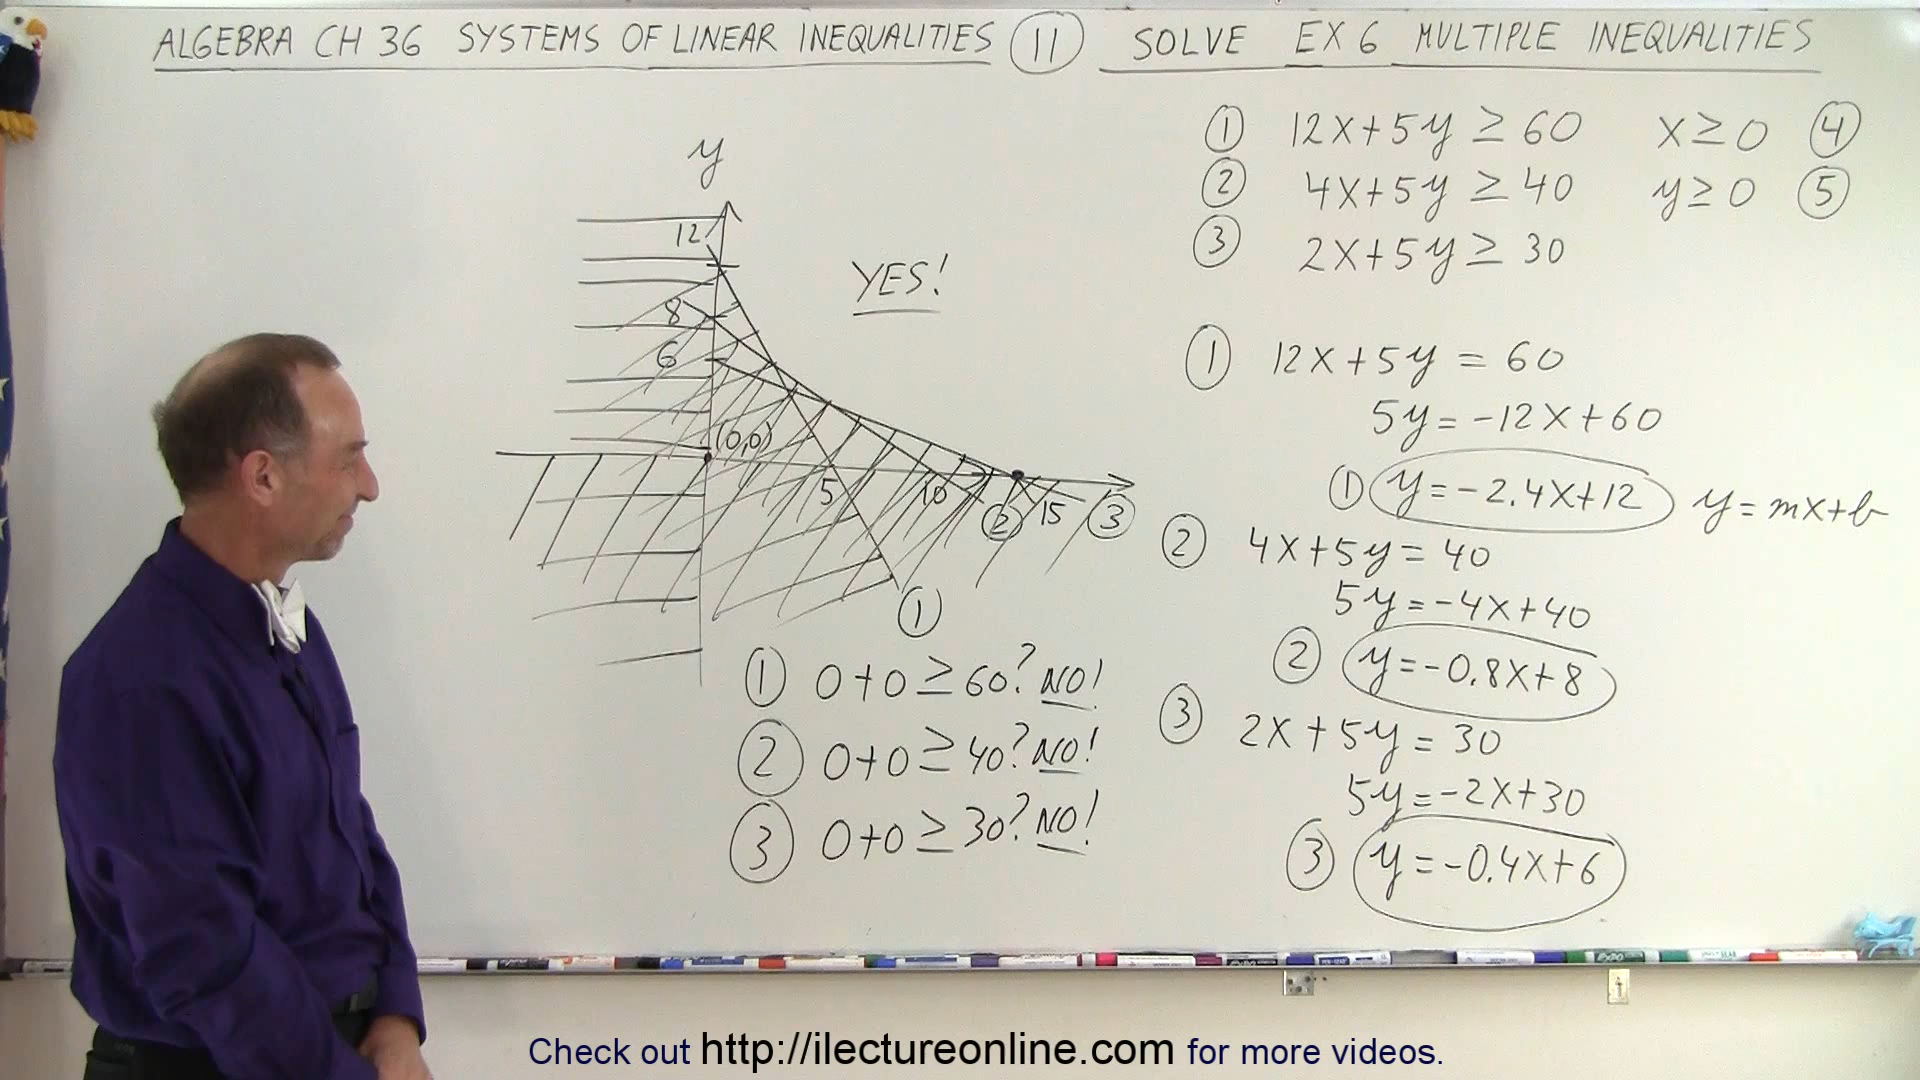 ALGEBRA CH 36 SYSTEMS OF LINEAR INEQUALITIES 11 SOLVE EX 6 MULTIPLE INEQUALITIES
1 12x+5y ≥ 60 x ≥ 0 4
2 4x+5y ≥ 40 y ≥ 0 5
3 2x+5y ≥ 30
y
12
8
6
(0,0)
5
10
2
15
3
1
YES!
1 0+0 ≥ 60? NO!
2 0+0 ≥ 40? NO!
3 0+0 ≥ 30? NO!
1 12x+5y = 60
5y = -12x+60
1 y = -2.4x+12 y = mx+b
2 4x+5y = 40
5y = -4x+40
2 y = -0.8x+8
3 2x+5y = 30
5y = -2x+30
3 y = -0.4x+6
Check out http://ilectureonline.com for more videos.